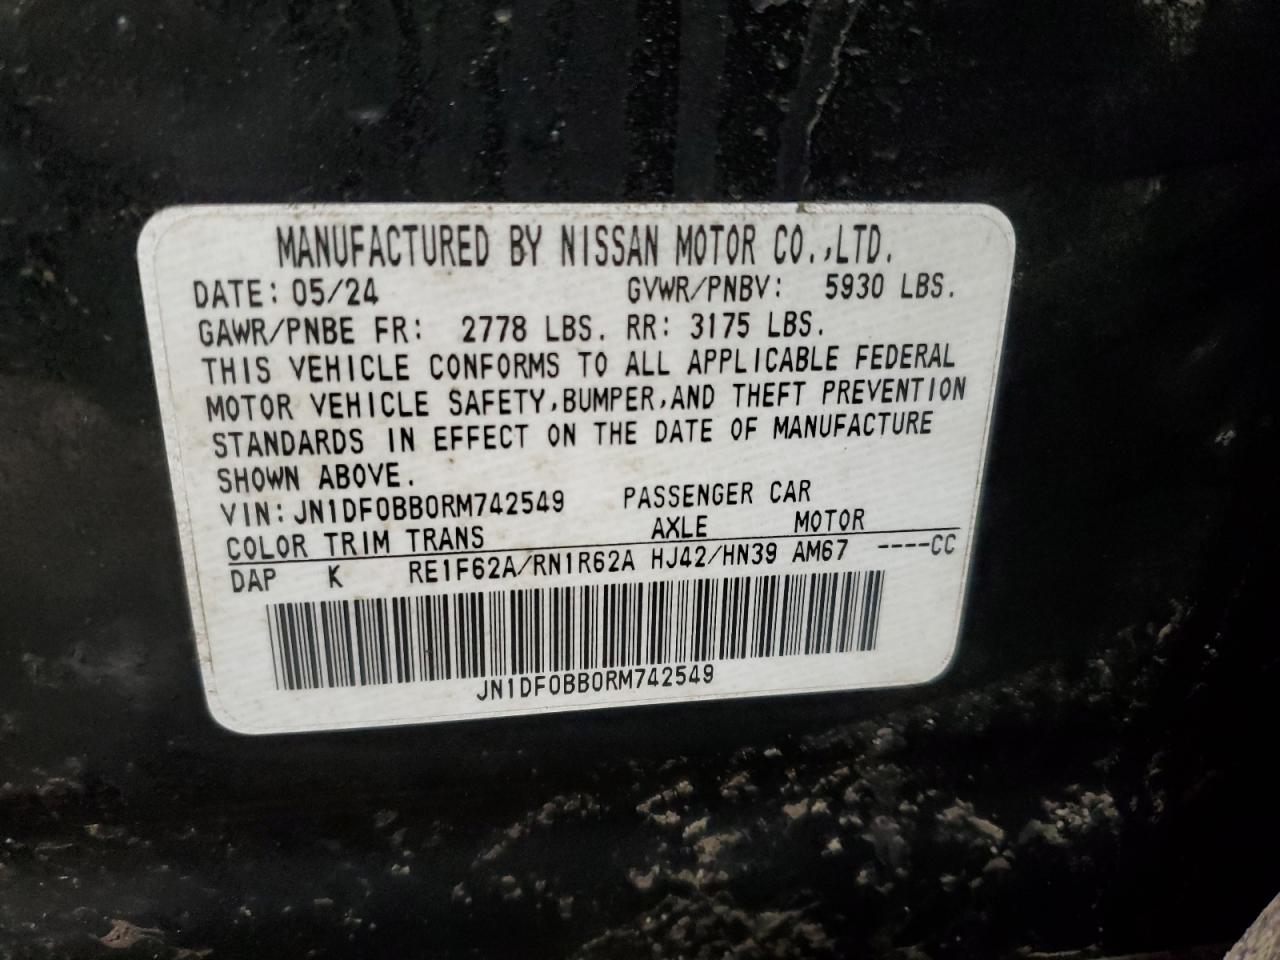 MANUFACTURED BY NISSAN MOTOR CO.,LTD.
DATE: 05/24 GVWR/PNBV: 5930 LBS.
GAWR/PNBE FR: 2778 LBS. RR: 3175 LBS.
THIS VEHICLE CONFORMS TO ALL APPLICABLE FEDERAL
MOTOR VEHICLE SAFETY,BUMPER,AND THEFT PREVENTION
STANDARDS IN EFFECT ON THE DATE OF MANUFACTURE
SHOWN ABOVE.
VIN: JN1DF0BB0RM742549 PASSENGER CAR
COLOR TRIM TRANS AXLE MOTOR
DAP K RE1F62A/RN1R62A HJ42/HN39 AM67 ----CC
JN1DF0BB0RM742549